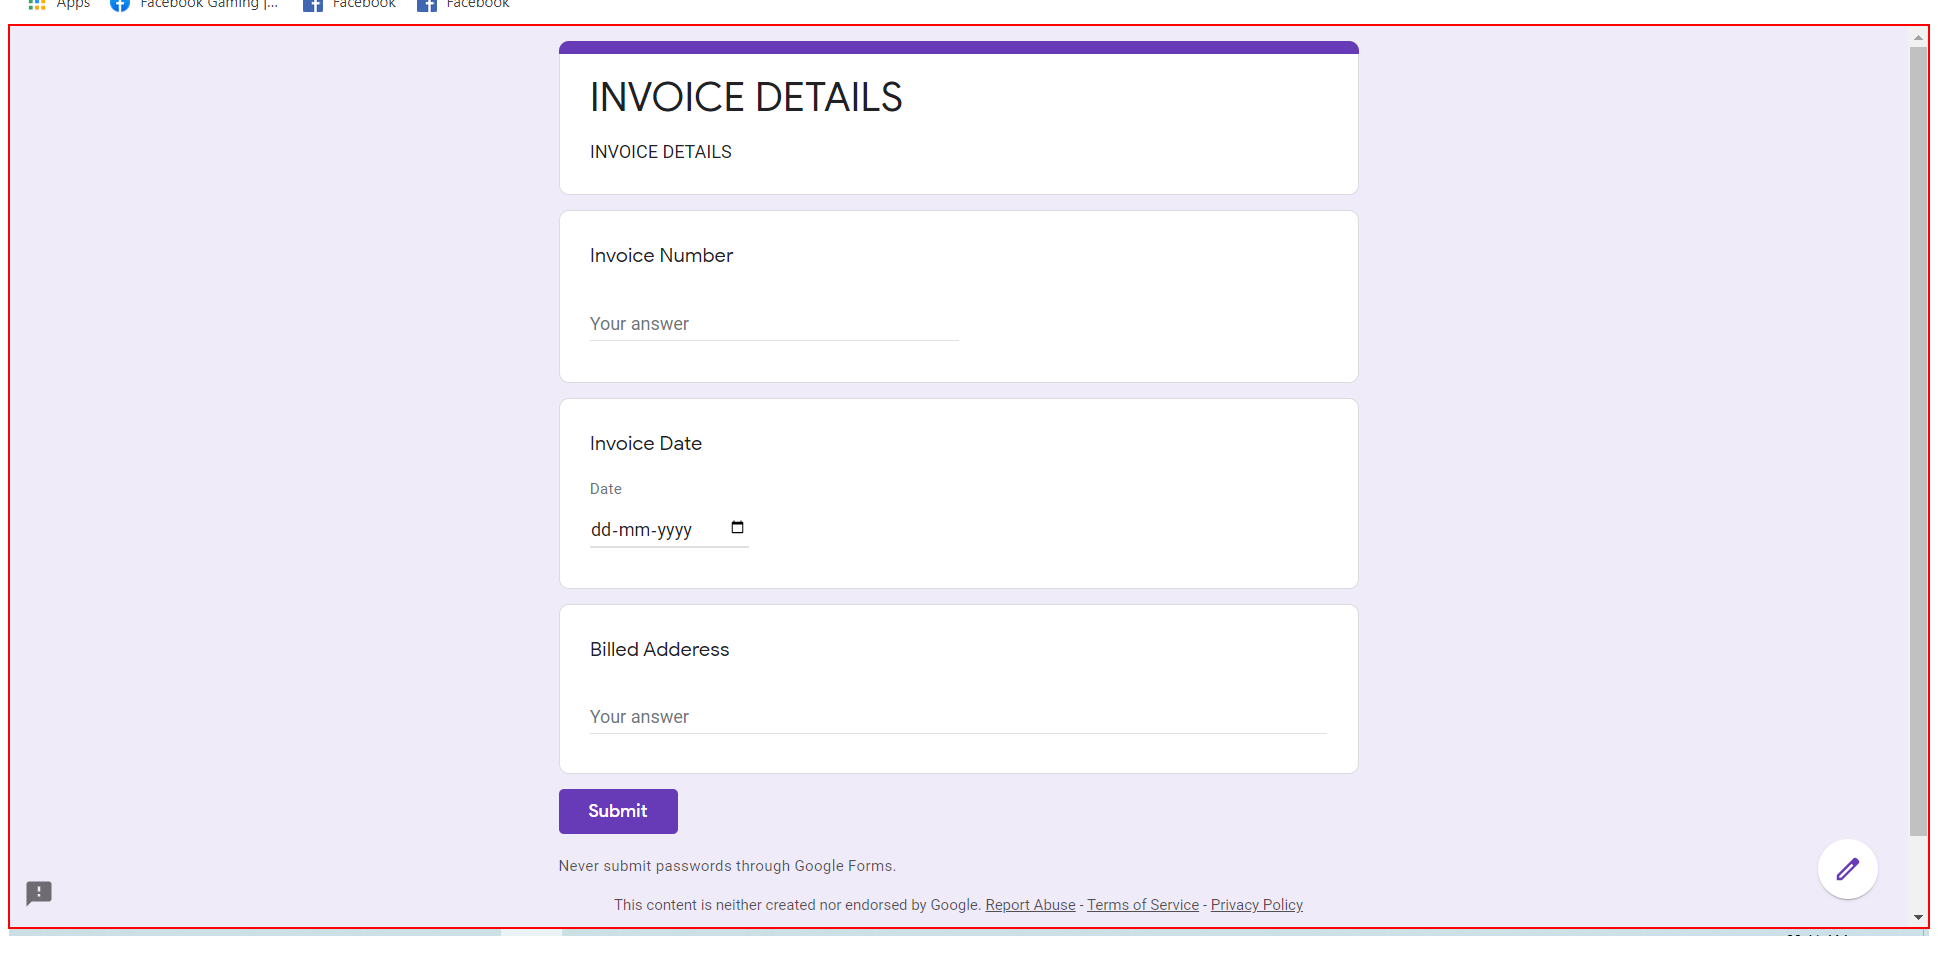 Apps Facebook Gaming |... Facebook Facebook
INVOICE DETAILS
INVOICE DETAILS
Invoice Number
Your answer
Invoice Date
Date
dd-mm-yyyy
Billed Adderess
Your answer
Submit
Never submit passwords through Google Forms.
This content is neither created nor endorsed by Google. Report Abuse - Terms of Service - Privacy Policy